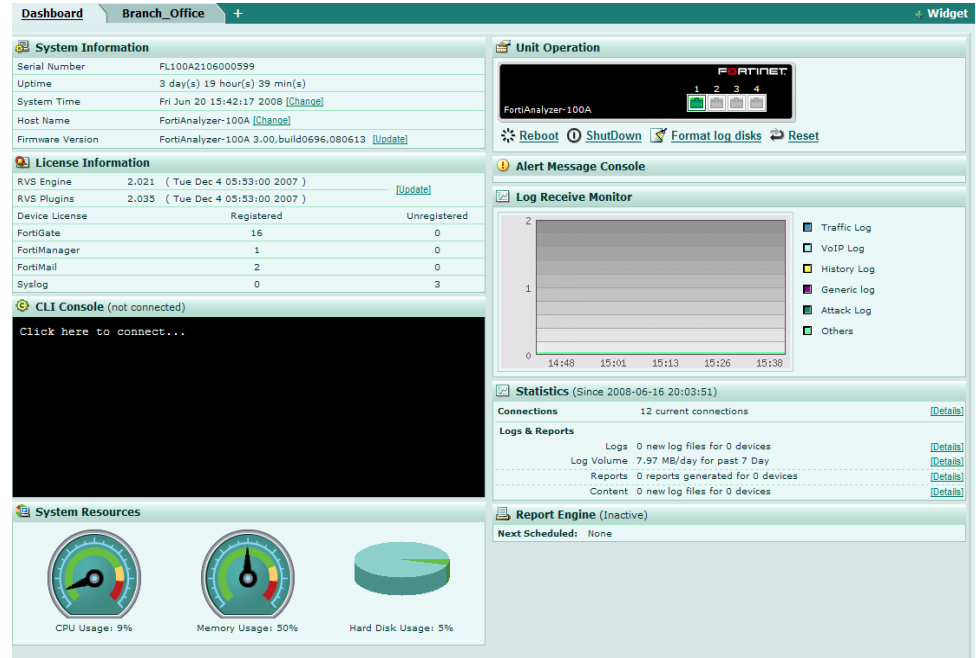 Dashboard Branch_Office + + Widget
System Information
Serial Number FL100A2106000599
Uptime 3 day(s) 19 hour(s) 39 min(s)
System Time Fri Jun 20 15:42:17 2008 [Change]
Host Name FortiAnalyzer-100A [Change]
Firmware Version FortiAnalyzer-100A 3.00,build0696,080613 [Update]
License Information
RVS Engine 2.021 ( Tue Dec 4 05:53:00 2007 )
[Update]
RVS Plugins 2.035 ( Tue Dec 4 05:53:00 2007 )
Device License Registered Unregistered
FortiGate 16 0
FortiManager 1 0
FortiMail 2 0
Syslog 0 3
CLI Console (not connected)
Click here to connect...
System Resources
CPU Usage: 9% Memory Usage: 50% Hard Disk Usage: 5%
Unit Operation
FORTINET
1 2 3 4
FortiAnalyzer-100A
Reboot ShutDown Format log disks Reset
Alert Message Console
Log Receive Monitor
2
1
0
14:48 15:01 15:13 15:26 15:38
Traffic Log
VoIP Log
History Log
Generic log
Attack Log
Others
Statistics (Since 2008-06-16 20:03:51)
Connections 12 current connections [Details]
Logs & Reports
Logs 0 new log files for 0 devices [Details]
Log Volume 7.97 MB/day for past 7 Day [Details]
Reports 0 reports generated for 0 devices [Details]
Content 0 new log files for 0 devices [Details]
Report Engine (Inactive)
Next Scheduled: None